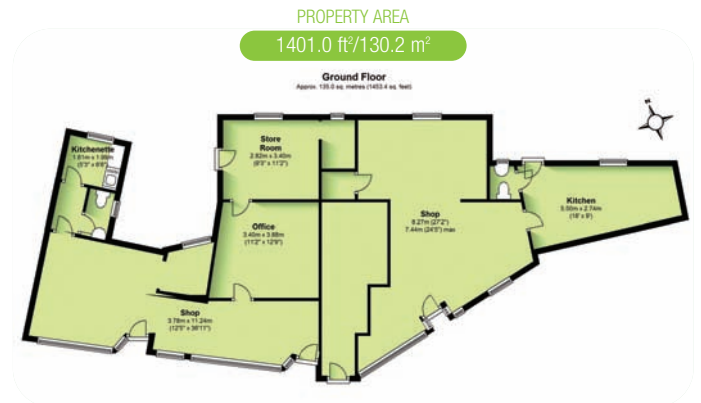 PROPERTY AREA
1401.0 ft²/130.2 m²
Ground Floor
Approx. 135.0 sq. metres (1453.4 sq. feet)
N
Kitchenette
1.61m x 1.98m
(5'3" x 6'6")
Store
Room
2.82m x 3.40m
(9'3" x 11'2")
Office
3.40m x 3.88m
(11'2" x 12'9")
Shop
8.27m (27'2")
7.44m (24'5") max
Kitchen
5.50m x 2.74m
(18' x 9')
Shop
3.78m x 11.24m
(12'5" x 36'11")